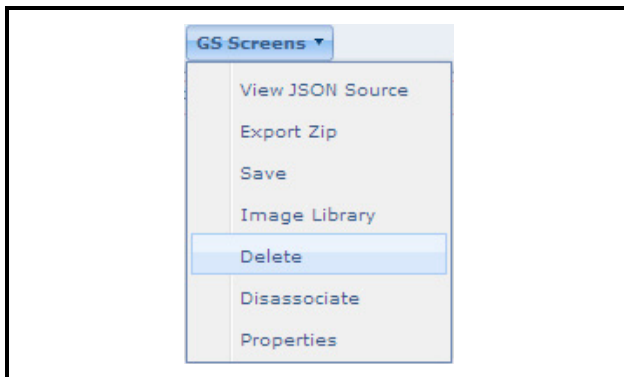 GS Screens
View JSON Source
Export Zip
Save
Image Library
Delete
Disassociate
Properties